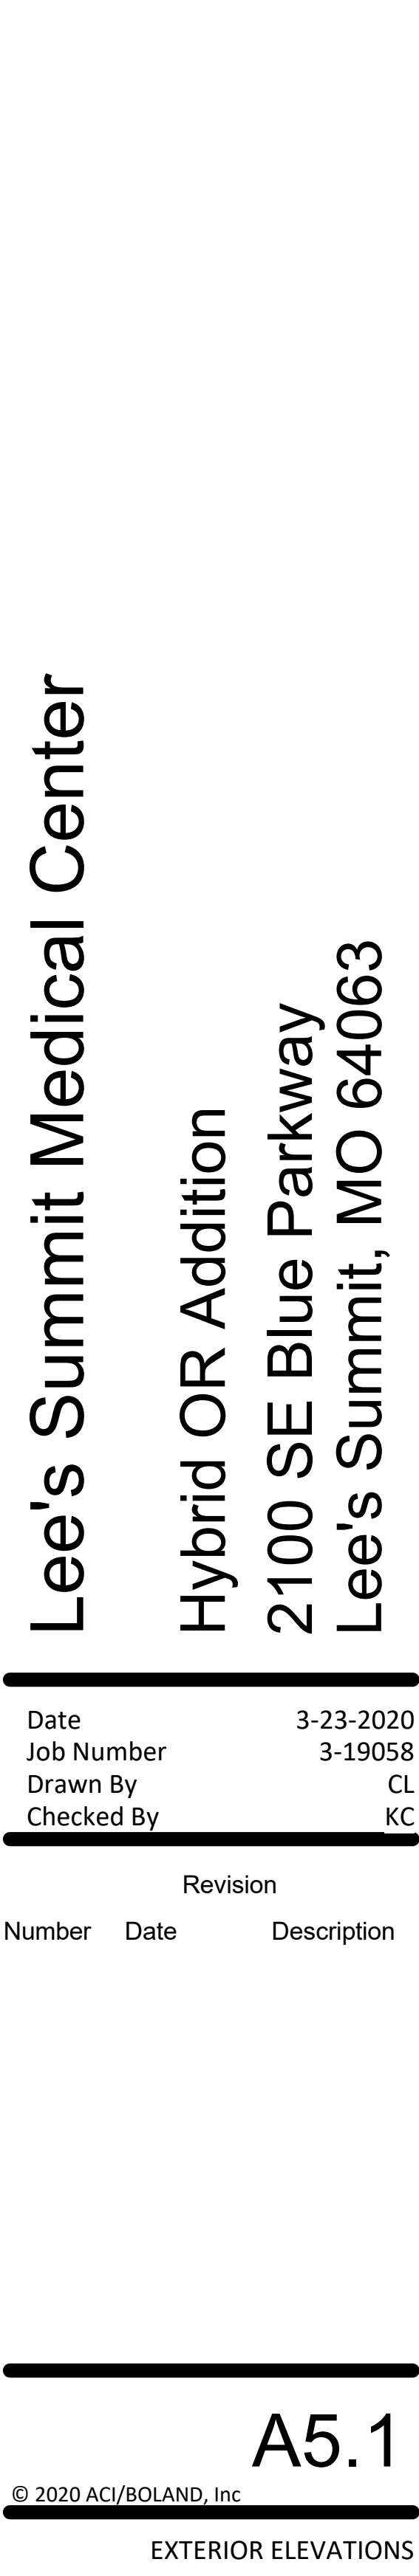 Lee's Summit Medical Center
Hybrid OR Addition
2100 SE Blue Parkway
Lee's Summit, MO 64063
Date 3-23-2020
Job Number 3-19058
Drawn By CL
Checked By KC
Revision
Number Date Description
A5.1
© 2020 ACI/BOLAND, Inc
EXTERIOR ELEVATIONS